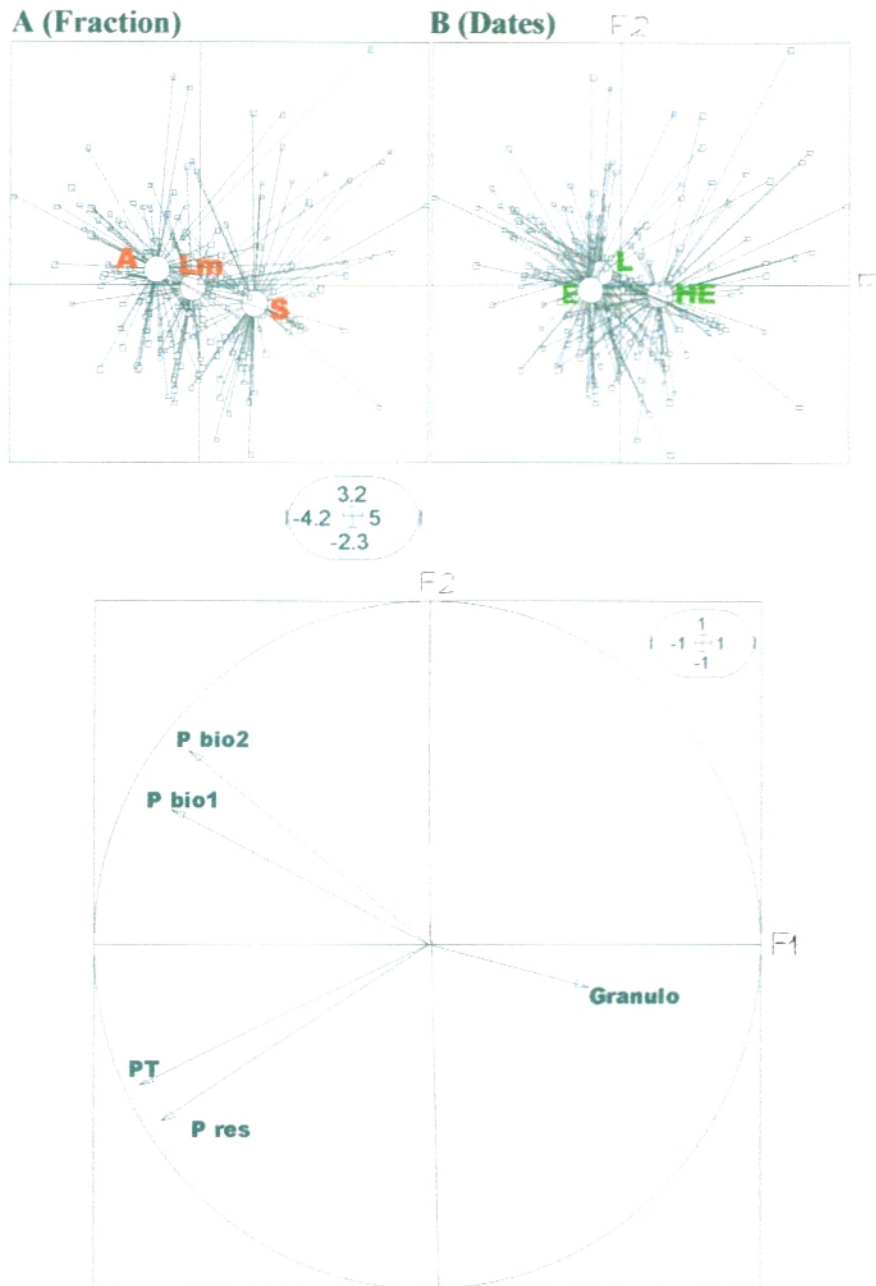 A (Fraction)
B (Dates)
F2
A
Lm
S
L
E
HE
3.2
-4.2
5
-2.3
F2
1
-1
1
-1
P bio2
P bio1
F1
Granulo
PT
P res